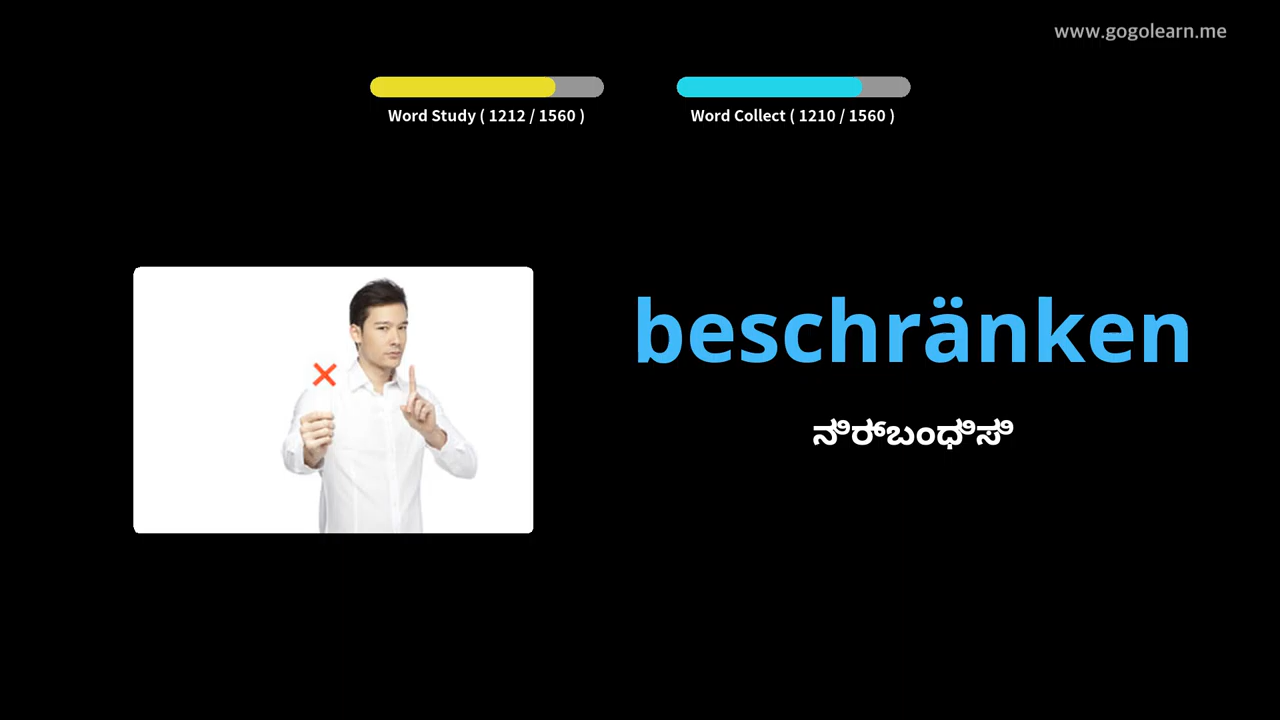 www.gogolearn.me
Word Study ( 1212 / 1560 )
Word Collect ( 1210 / 1560 )
beschränken
ನಿರ್ಬಂಧಿಸಿ